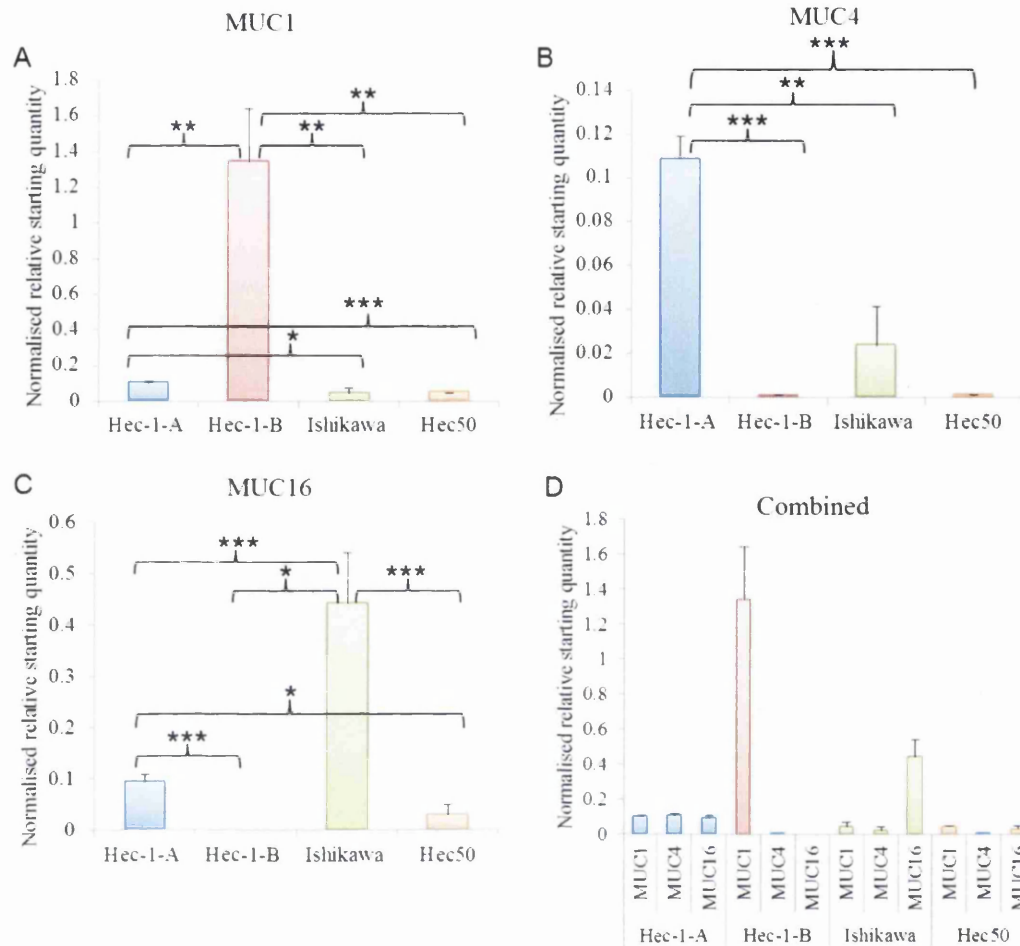 MUC1
A
Normalised relative starting quantity
1.8
1.6
1.4
1.2
1
0.8
0.6
0.4
0.2
0
**
**
**
***
*
Hec-1-A Hec-1-B Ishikawa Hec50
MUC4
B
Normalised relative starting quantity
0.14
0.12
0.1
0.08
0.06
0.04
0.02
0
***
**
***
Hec-1-A Hec-1-B Ishikawa Hec50
MUC16
C
Normalised relative starting quantity
0.6
0.5
0.4
0.3
0.2
0.1
0
***
*
***
*
***
Hec-1-A Hec-1-B Ishikawa Hec50
D
Combined
Normalised relative starting quantity
1.8
1.6
1.4
1.2
1
0.8
0.6
0.4
0.2
0
MUC1
MUC4
MUC16
MUC1
MUC4
MUC16
MUC1
MUC4
MUC16
MUC1
MUC4
MUC16
Hec-1-A Hec-1-B Ishikawa Hec50